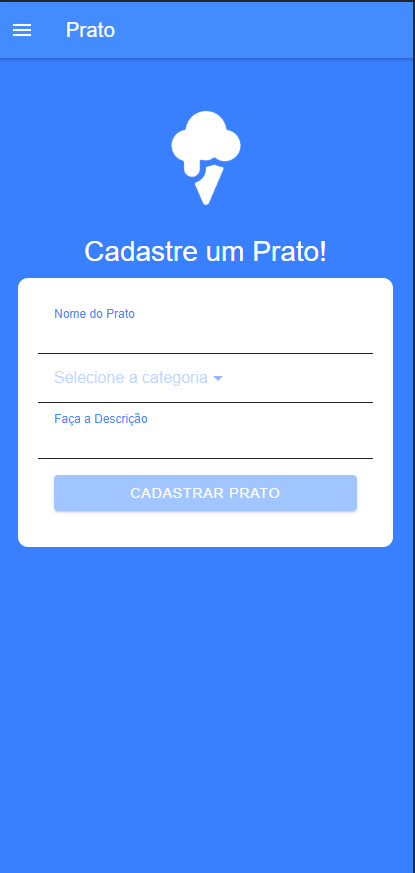 Prato
Cadastre um Prato!
Nome do Prato
Selecione a categoria
Faça a Descrição
CADASTRAR PRATO